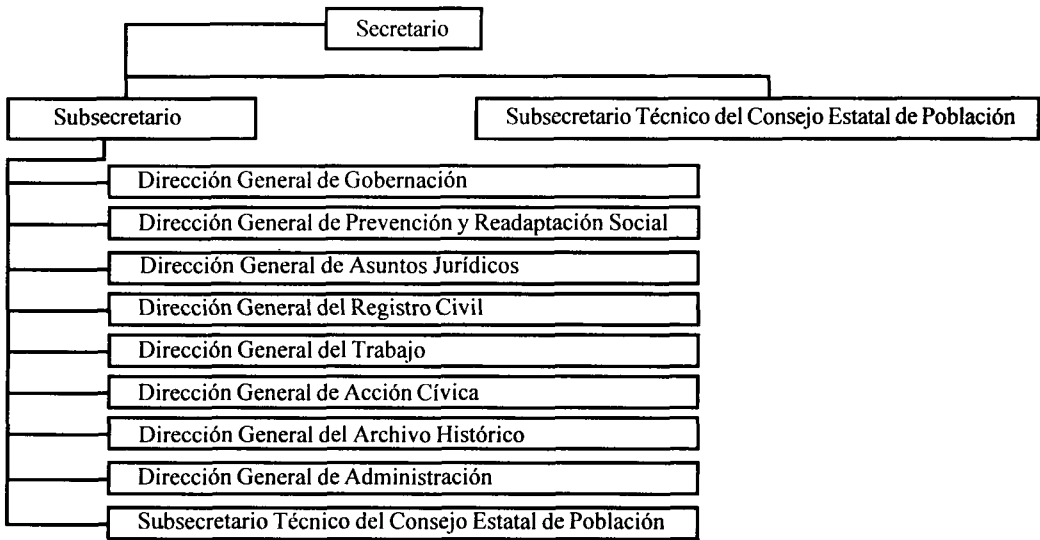 Secretario
Subsecretario
Subsecretario Técnico del Consejo Estatal de Población
Dirección General de Gobernación
Dirección General de Prevención y Readaptación Social
Dirección General de Asuntos Jurídicos
Dirección General del Registro Civil
Dirección General del Trabajo
Dirección General de Acción Cívica
Dirección General del Archivo Histórico
Dirección General de Administración
Subsecretario Técnico del Consejo Estatal de Población